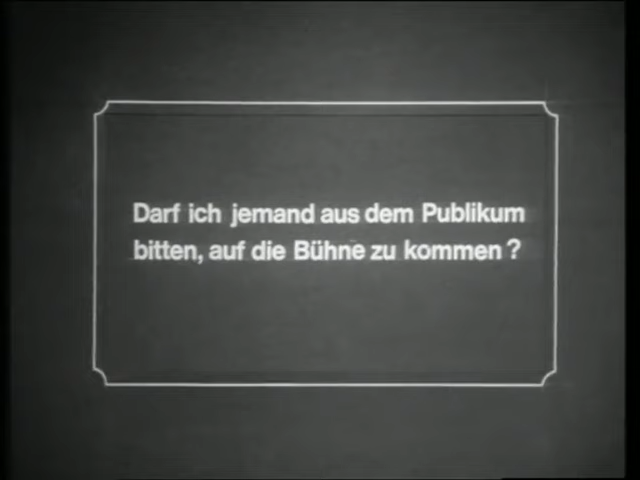 Darf ich jemand aus dem Publikum
bitten, auf die Bühne zu kommen?